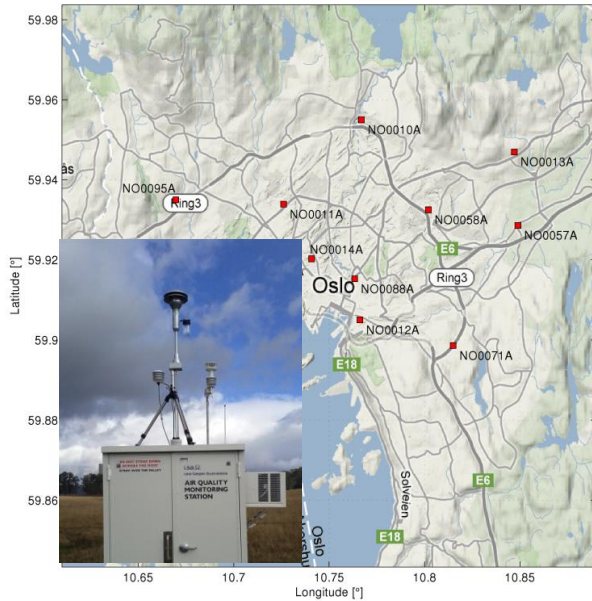 59.98
59.96
NO0010A
59.94
NO0013A
ås
NO0095A
Ring3
NO0011A
NO0058A
NO0057A
59.92
NO0014A
E6
Ring3
Oslo
NO0088A
NO0012A
59.9
NO0071A
E18
59.88
E6
Solveien
59.86
E18
Oslo
AIR QUALITY
MONITORING
STATION
10.65
10.7
10.75
10.8
10.85
Latitude [°]
Longitude [°]